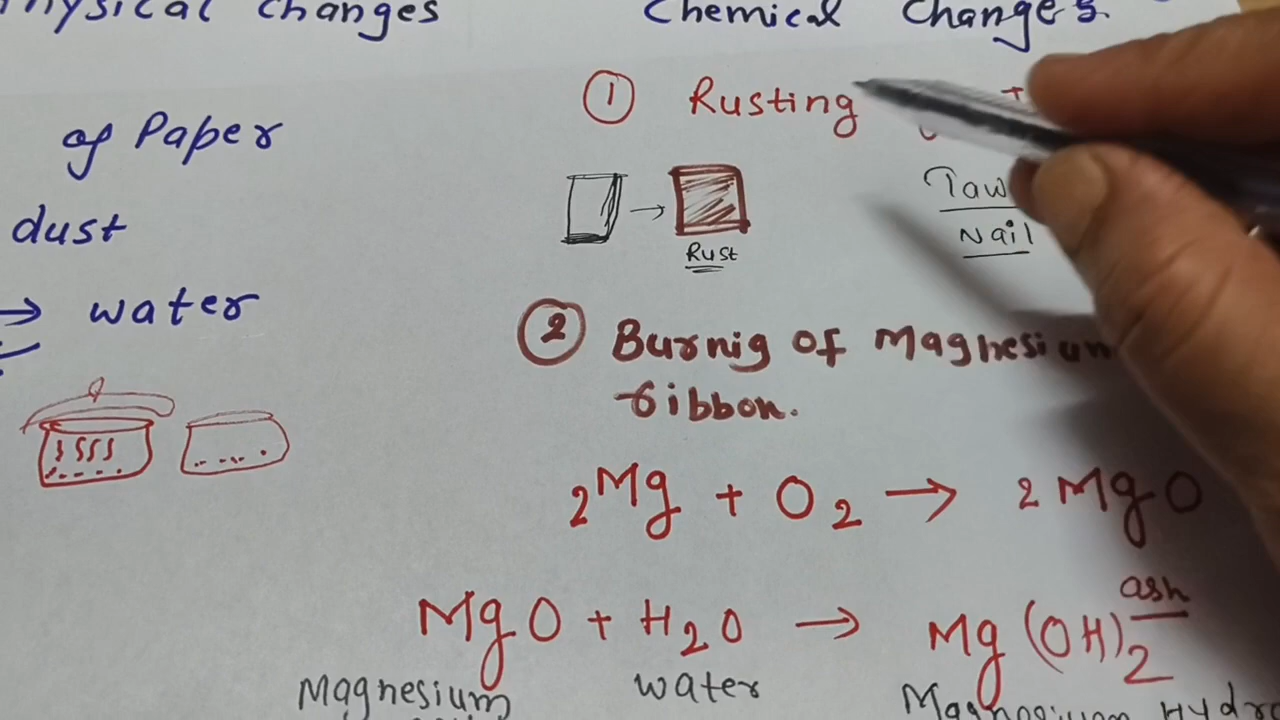 Physical Changes
of Paper
dust
→ water
Chemical Changes.
① Rusting
Rust
Nail
② Burnig of Magnesium
ribbon.
2Mg + O2 → 2MgO
ash
MgO + H2O → Mg(OH)2
Magnesium water